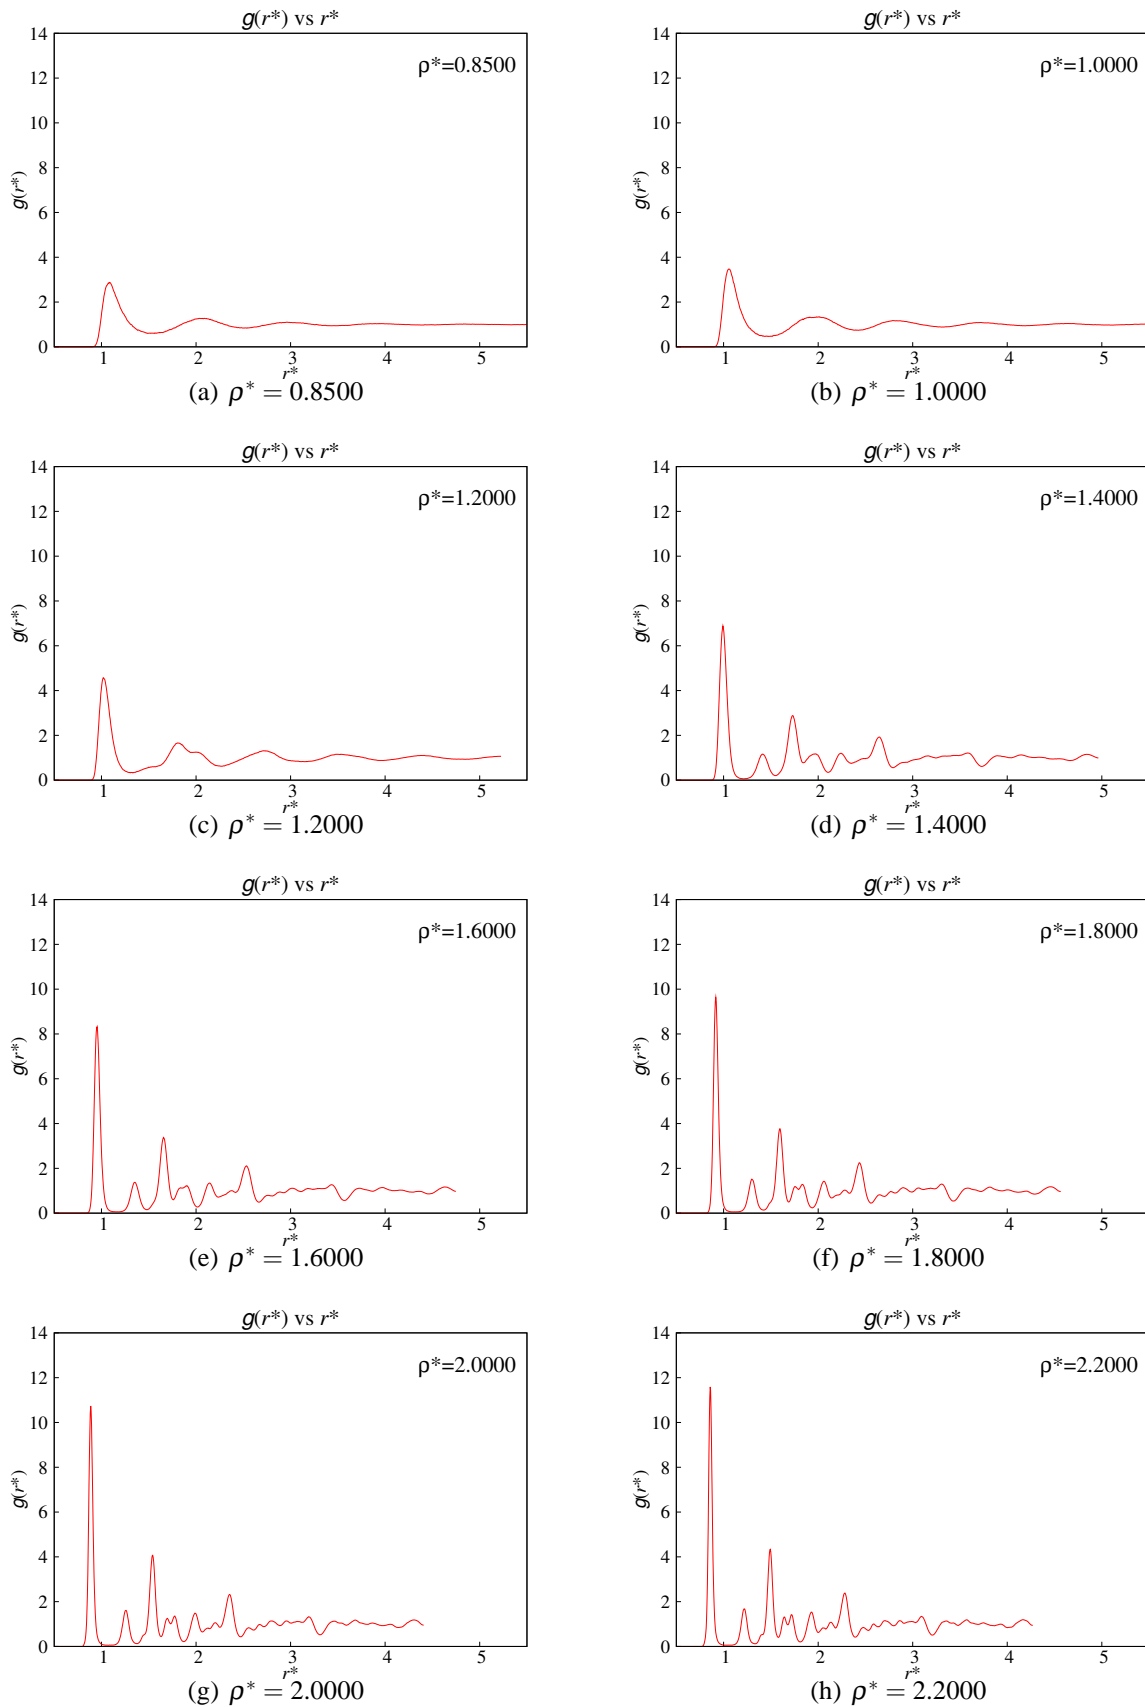 g(r*) vs r*
ρ*=0.8500
14
12
10
8
6
4
2
0
g(r*)
1 2 3 4 5
r*
(a) ρ* = 0.8500
g(r*) vs r*
ρ*=1.0000
14
12
10
8
6
4
2
0
g(r*)
1 2 3 4 5
r*
(b) ρ* = 1.0000
g(r*) vs r*
ρ*=1.2000
14
12
10
8
6
4
2
0
g(r*)
1 2 3 4 5
r*
(c) ρ* = 1.2000
g(r*) vs r*
ρ*=1.4000
14
12
10
8
6
4
2
0
g(r*)
1 2 3 4 5
r*
(d) ρ* = 1.4000
g(r*) vs r*
ρ*=1.6000
14
12
10
8
6
4
2
0
g(r*)
1 2 3 4 5
r*
(e) ρ* = 1.6000
g(r*) vs r*
ρ*=1.8000
14
12
10
8
6
4
2
0
g(r*)
1 2 3 4 5
r*
(f) ρ* = 1.8000
g(r*) vs r*
ρ*=2.0000
14
12
10
8
6
4
2
0
g(r*)
1 2 3 4 5
r*
(g) ρ* = 2.0000
g(r*) vs r*
ρ*=2.2000
14
12
10
8
6
4
2
0
g(r*)
1 2 3 4 5
r*
(h) ρ* = 2.2000